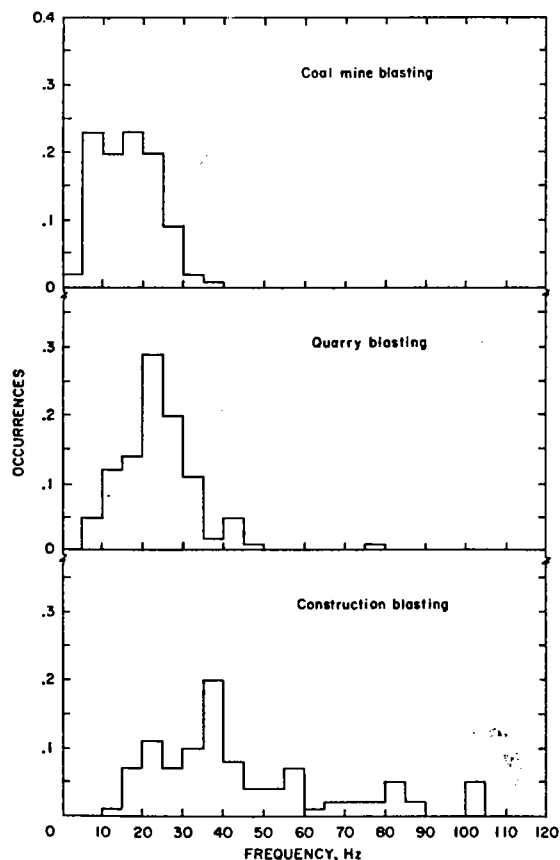 0.4
Coal mine blasting
.3
.2
.1
0
Quarry blasting
.3
.2
.1
0
OCCURRENCES
Construction blasting
.3
.2
.1
0
10 20 30 40 50 60 70 80 90 100 110 120
FREQUENCY, Hz